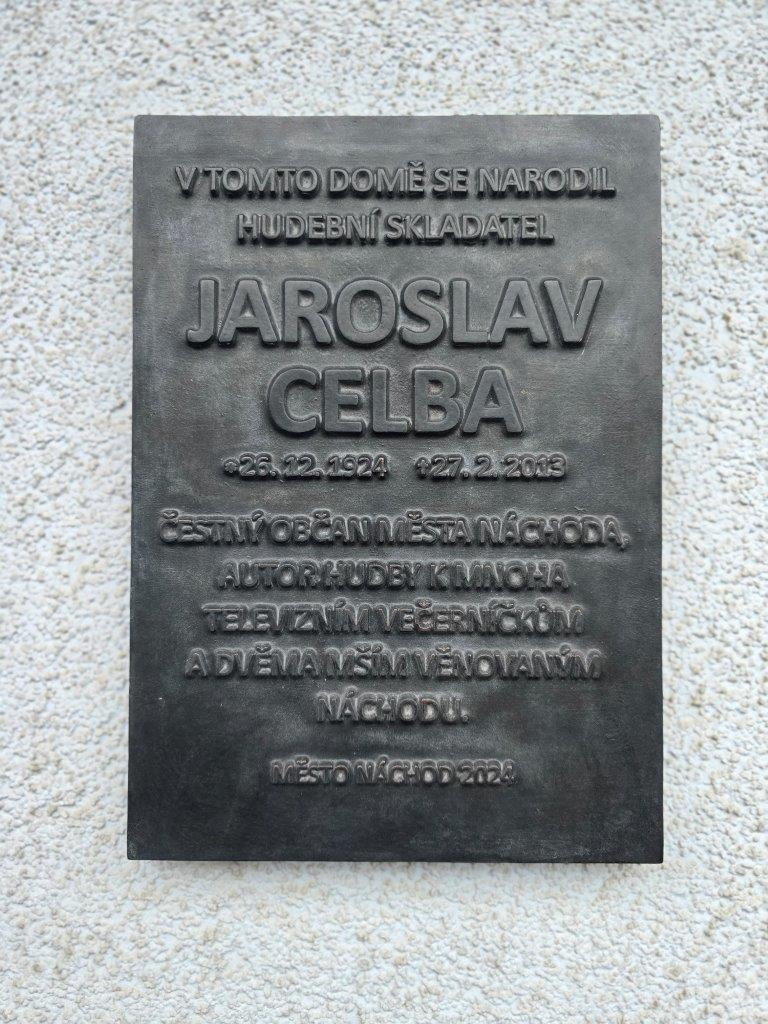 V TOMTO DOMĚ SE NARODIL
HUDEBNÍ SKLADATEL
JAROSLAV
CELBA
*26. 12. 1924 †27. 2. 2013
ČESTNÝ OBČAN MĚSTA NÁCHODA,
AUTOR HUDBY K MNOHA
TELEVIZNÍM VEČERNÍČKŮM
A DVĚMA MŠÍM VĚNOVANÝM
NÁCHODU.
MĚSTO NÁCHOD 2024